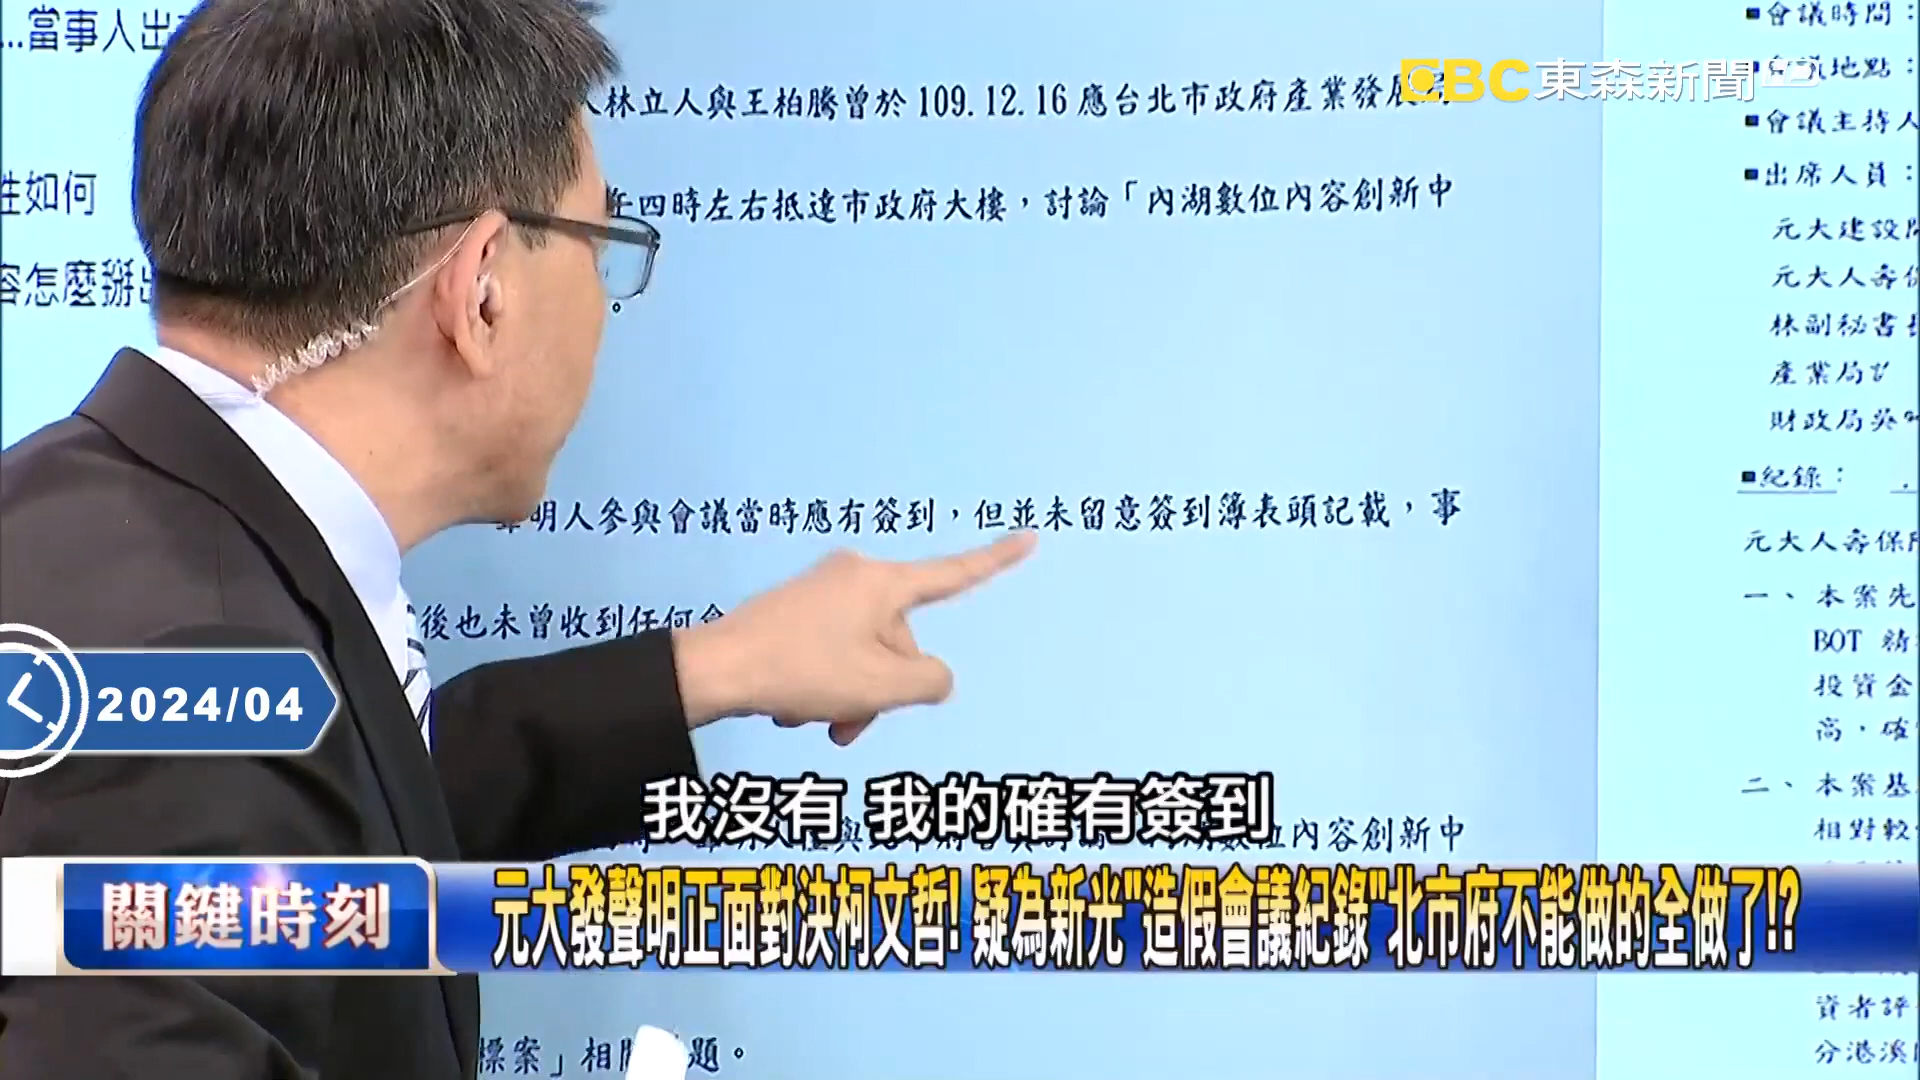 ...當事人出
性如何
容怎麼掰出
人林立人與王柏騰曾於109.12.16應台北市政府產業發展局
午四時左右抵達市政府大樓，討論「內湖數位內容創新中
。
聲明人參與會議當時應有簽到，但並未留意簽到簿表頭記載，事
後也未曾收到任何會
內容創新中
標案」相關 題。
■會議時間：
地點：
■會議主持人
■出席人員：
元大建設
元大人壽
林副秘書長
產業局
財政局吳
■紀錄：
元大人壽保
一、本案先
BOT
投資金
高，確
二、本案基
相對較
資者評
分港溪
EBC東森新聞
HD
2024/04
我沒有 我的確有簽到
關鍵時刻
元大發聲明正面對決柯文哲! 疑為新光"造假會議紀錄"北市府不能做的全做了!?